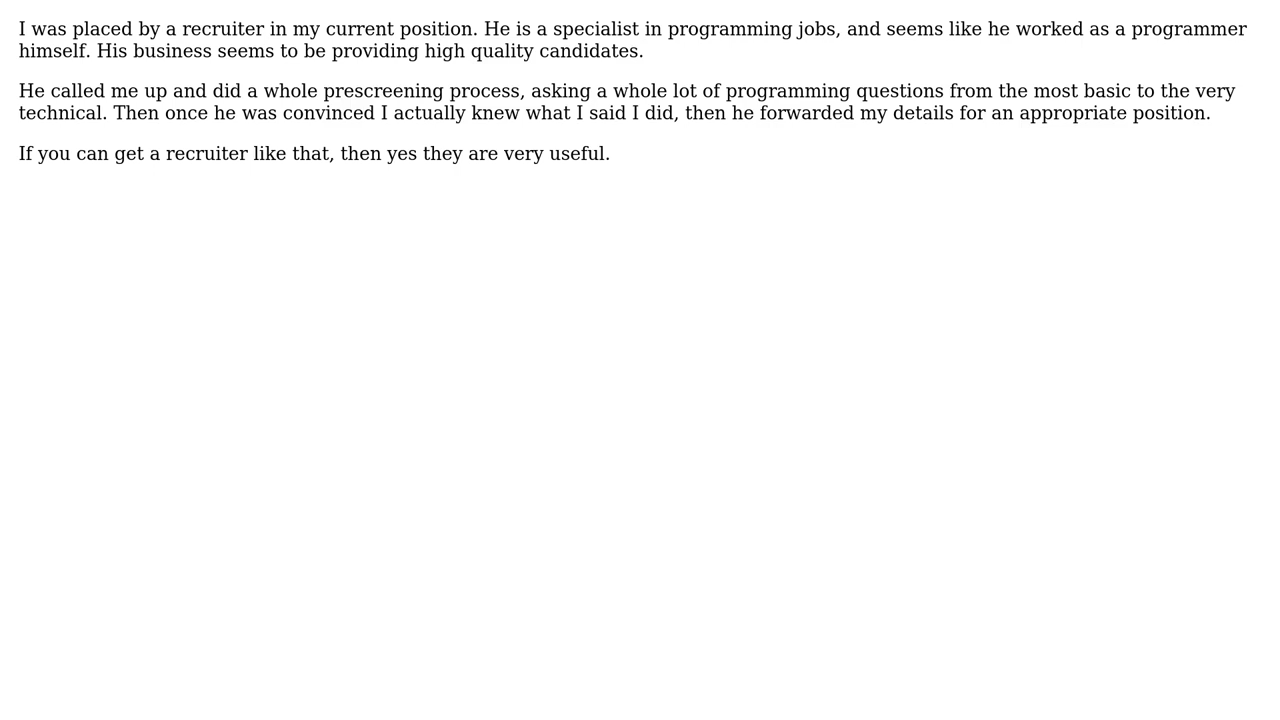 I was placed by a recruiter in my current position. He is a specialist in programming jobs, and seems like he worked as a programmer
himself. His business seems to be providing high quality candidates.
He called me up and did a whole prescreening process, asking a whole lot of programming questions from the most basic to the very
technical. Then once he was convinced I actually knew what I said I did, then he forwarded my details for an appropriate position.
If you can get a recruiter like that, then yes they are very useful.